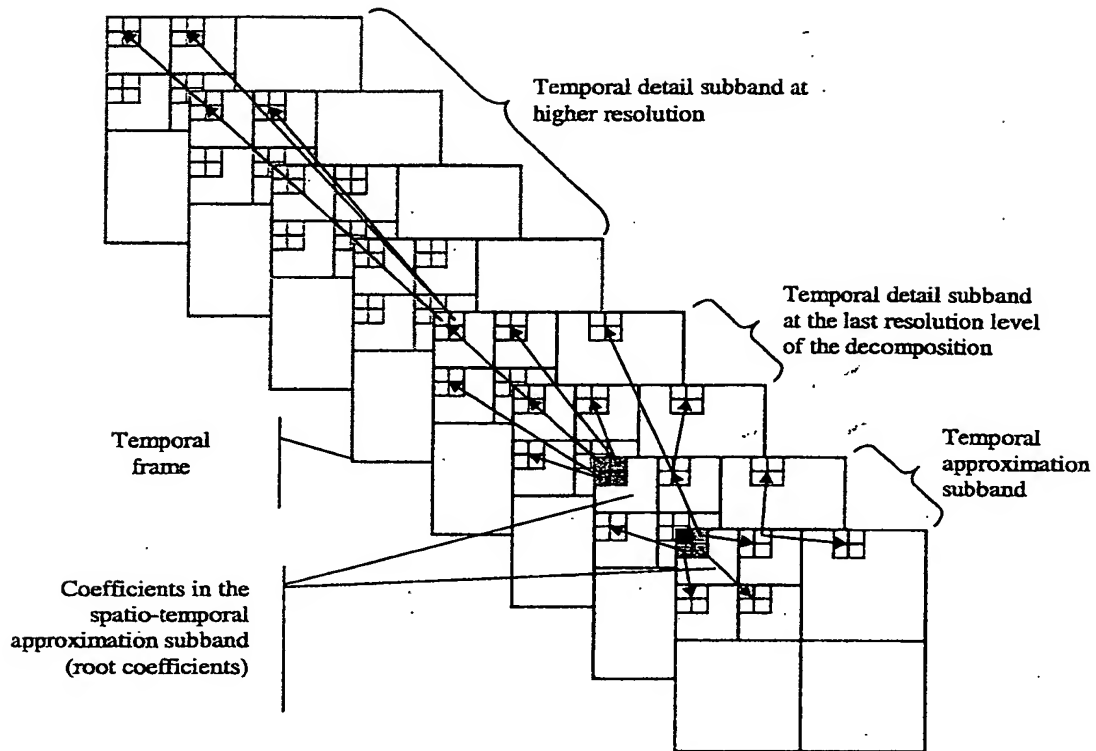 Temporal detail subband at
higher resolution
Temporal detail subband
at the last resolution level
of the decomposition
Temporal
frame
Temporal
approximation
subband
Coefficients in the
spatio-temporal
approximation subband
(root coefficients)